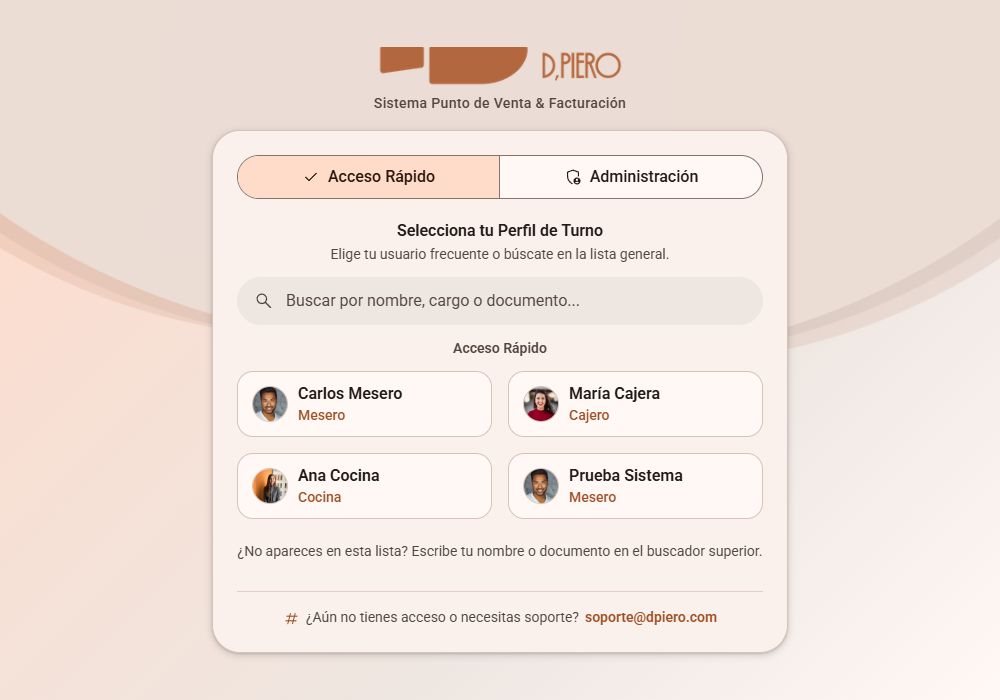 D,PIERO
Sistema Punto de Venta & Facturación
Acceso Rápido
Administración
Selecciona tu Perfil de Turno
Elige tu usuario frecuente o búscate en la lista general.
Buscar por nombre, cargo o documento...
Acceso Rápido
Carlos Mesero
Mesero
María Cajera
Cajero
Ana Cocina
Cocina
Prueba Sistema
Mesero
¿No apareces en esta lista? Escribe tu nombre o documento en el buscador superior.
# ¿Aún no tienes acceso o necesitas soporte? soporte@dpiero.com